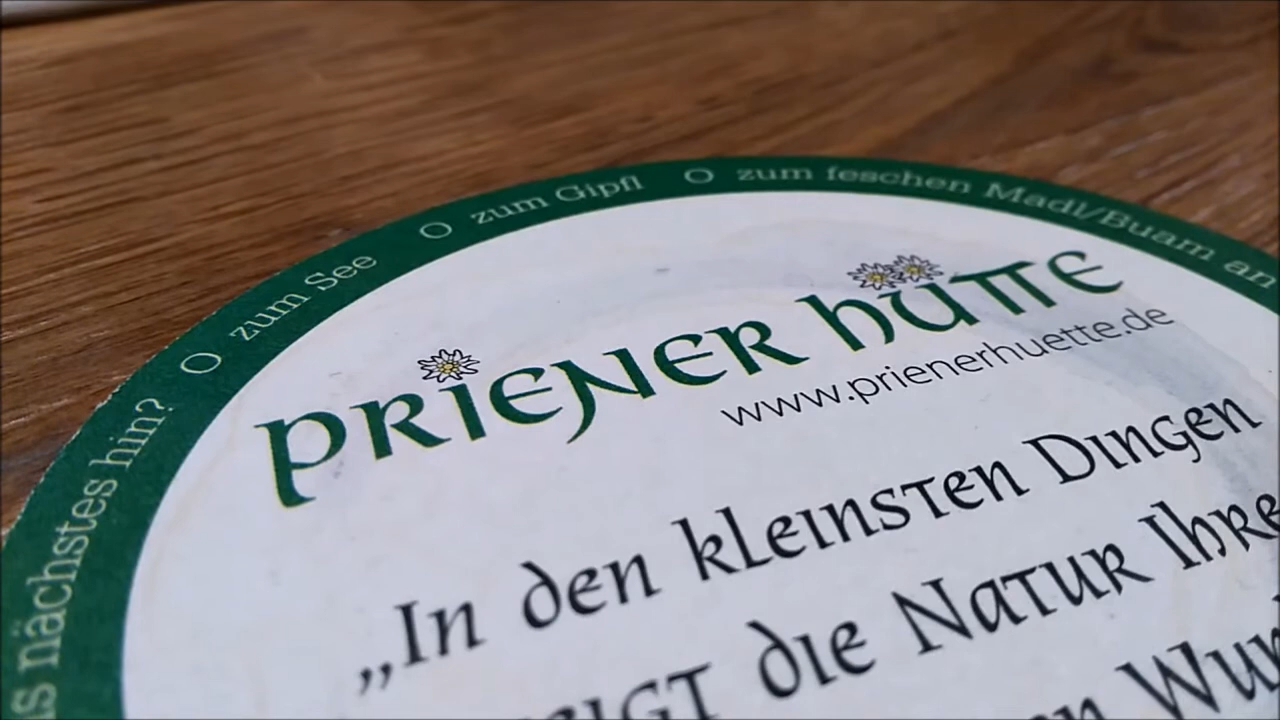 nächstes hin? O zum See O zum Gipfl O zum feschen Madl/Buam an
PRIENER HÜTTE
www.prienerhuette.de
„In den kleinsten Dingen
die Natur